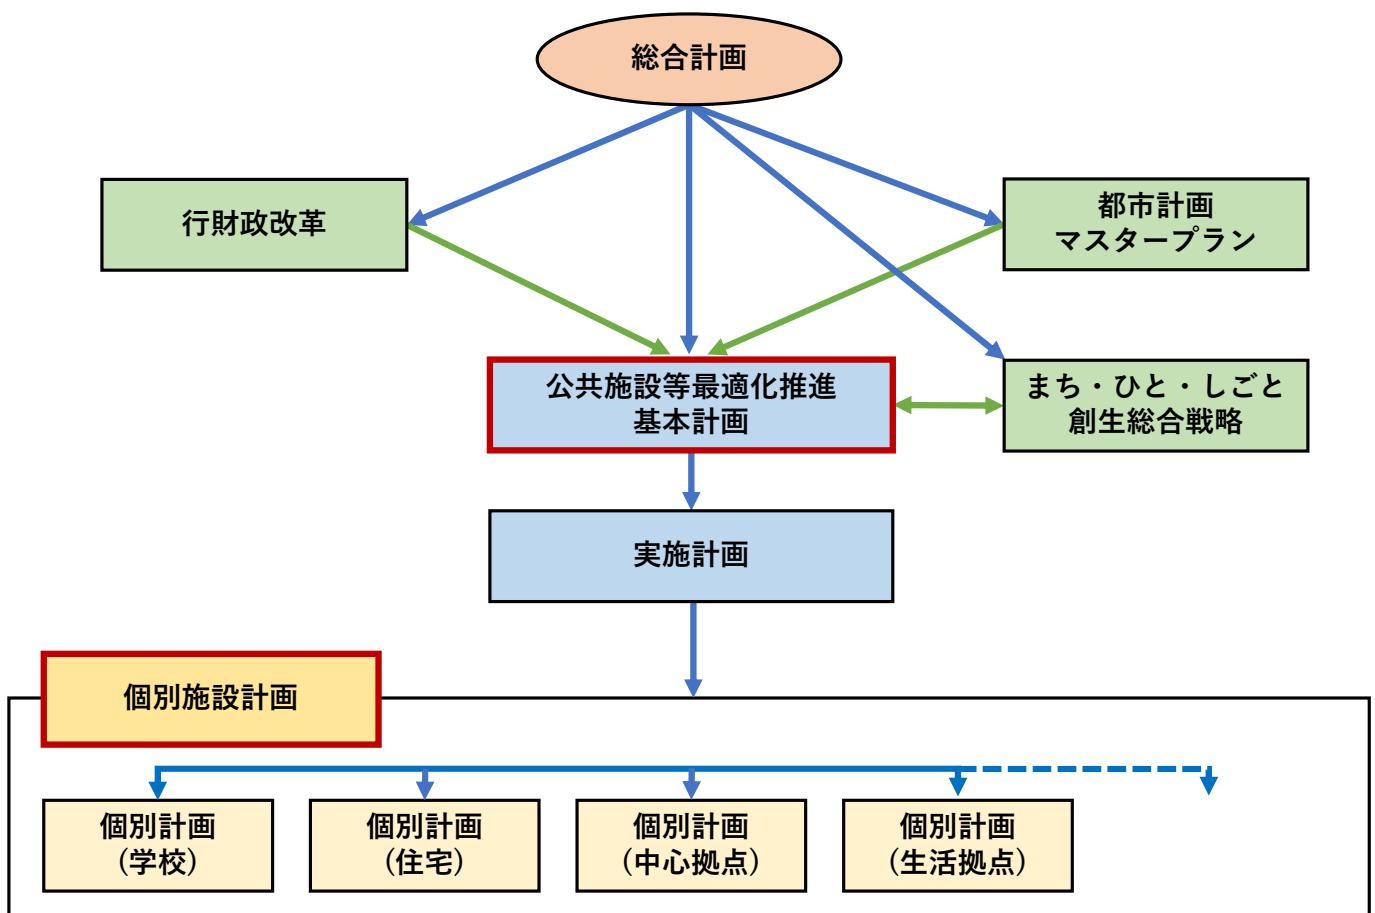 総合計画
行財政改革
都市計画
マスタープラン
公共施設等最適化推進
基本計画
まち・ひと・しごと
創生総合戦略
実施計画
個別施設計画
個別計画
（学校）
個別計画
（住宅）
個別計画
（中心拠点）
個別計画
（生活拠点）